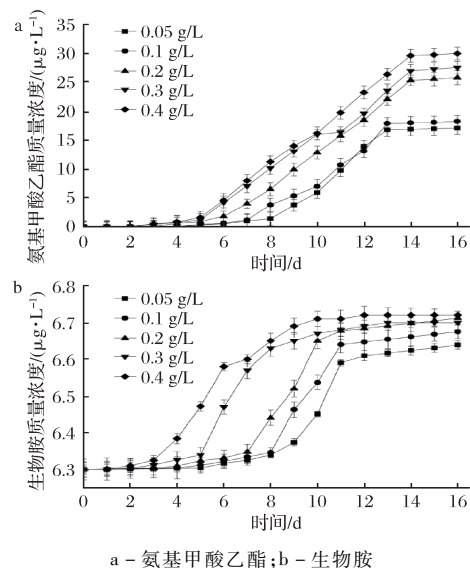 a
氨基甲酸乙酯质量浓度/(μg·L⁻¹)
35
30
25
20
15
10
5
0
0.05 g/L
0.1 g/L
0.2 g/L
0.3 g/L
0.4 g/L
0 2 4 6 8 10 12 14 16
时间/d
b
生物胺质量浓度/(μg·L⁻¹)
6.8
6.7
6.6
6.5
6.4
6.3
6.2
0.05 g/L
0.1 g/L
0.2 g/L
0.3 g/L
0.4 g/L
0 2 4 6 8 10 12 14 16
时间/d
a－氨基甲酸乙酯；b－生物胺